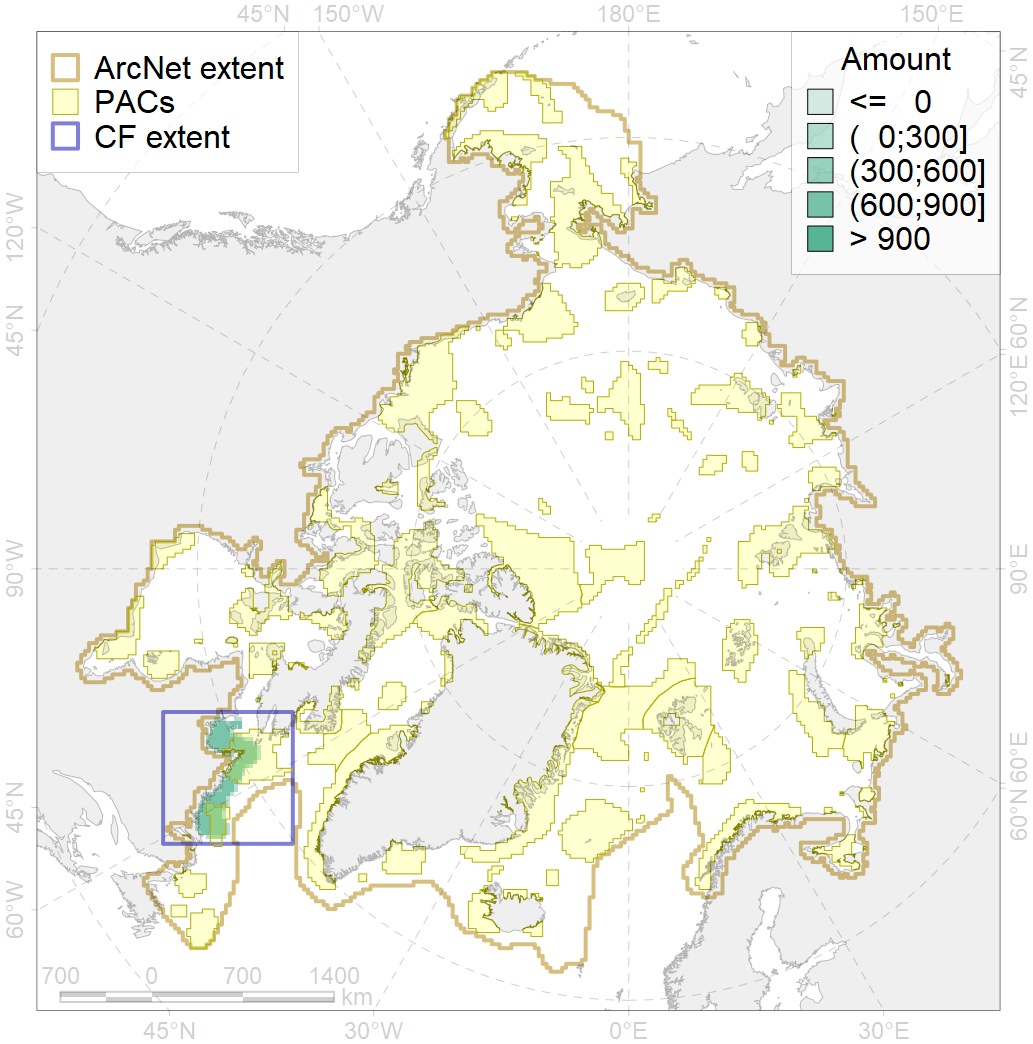 45°N 150°W 180°E 150°E
ArcNet extent
PACs
CF extent
Amount
<= 0
( 0;300]
(300;600]
(600;900]
> 900
45°N
120°W
45°N
90°W
45°N
60°W
60°N
120°E
90°E
60°E
60°N
700 0 700 1400
km
45°N 30°W 0°E 30°E